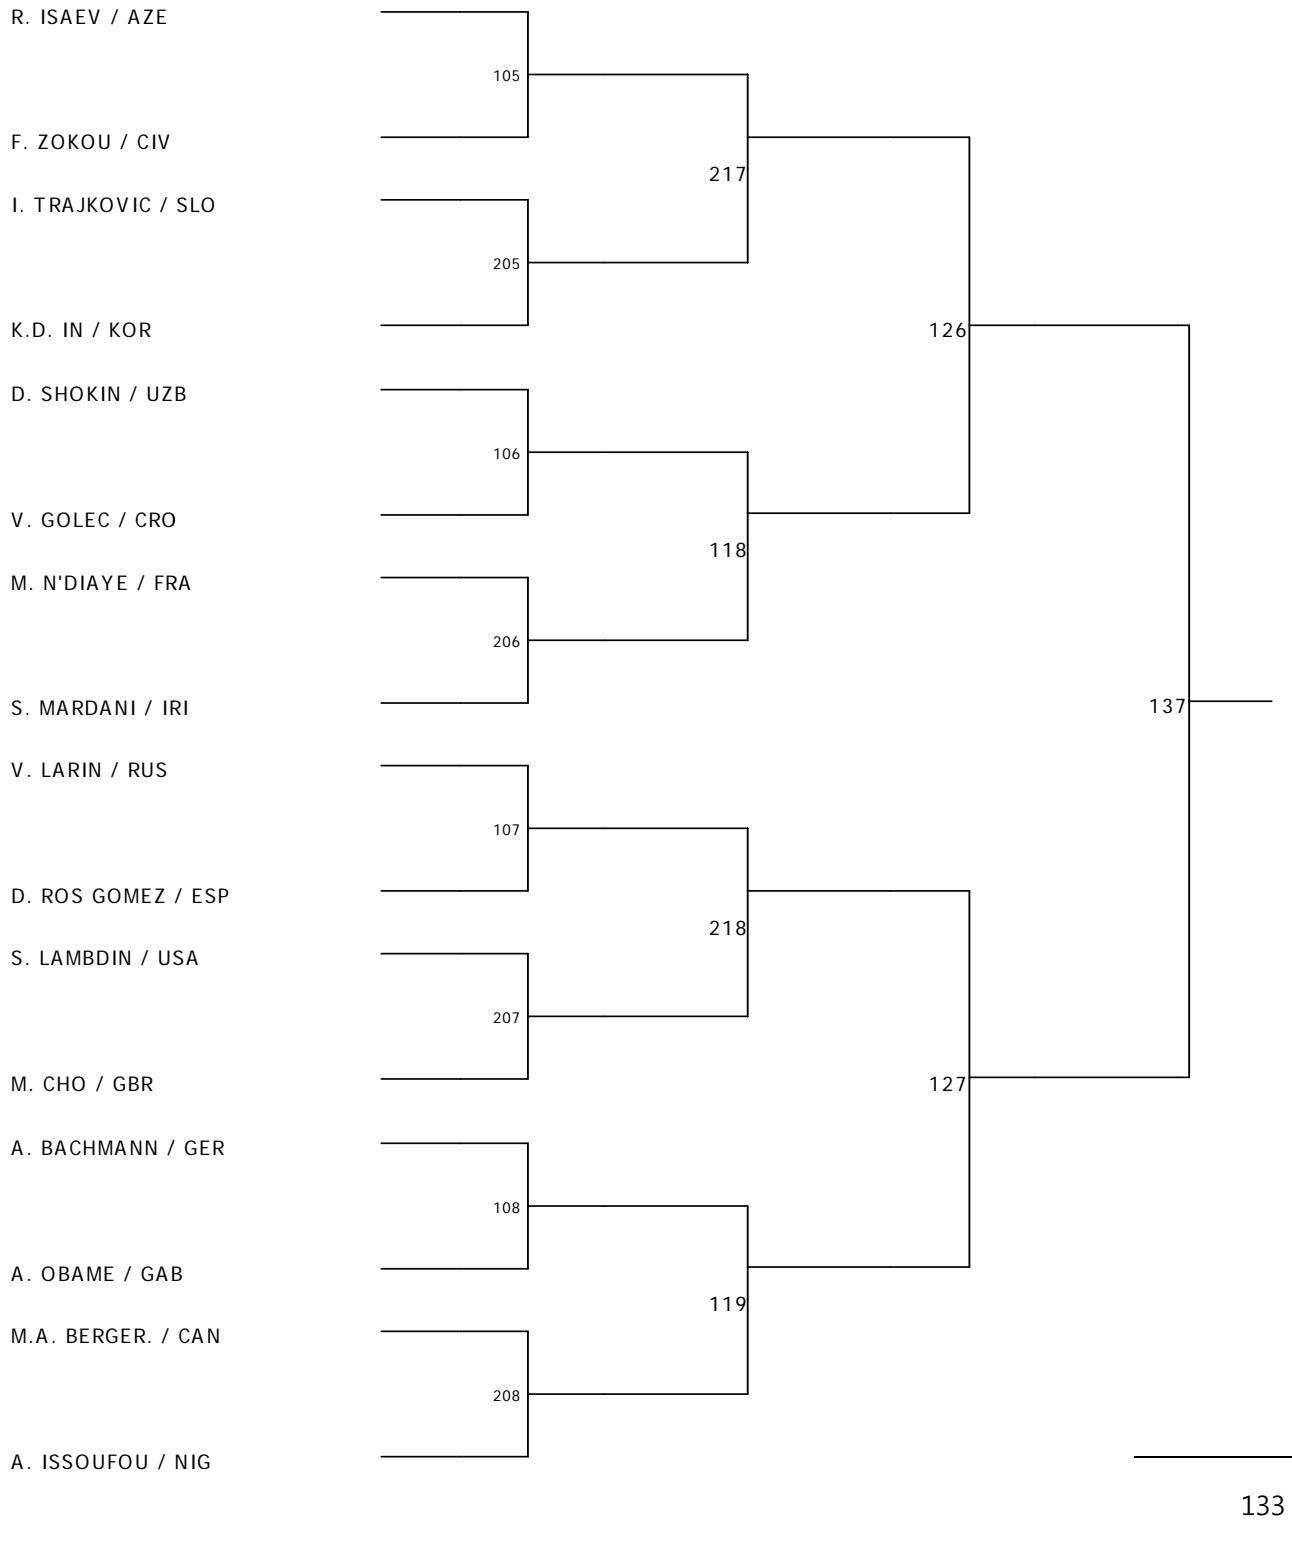 R. ISAEV / AZE
105
F. ZOKOU / CIV
217
I. TRAJKOVIC / SLO
205
K.D. IN / KOR
126
D. SHOKIN / UZB
106
V. GOLEC / CRO
118
M. N'DIAYE / FRA
206
S. MARDANI / IRI
137
V. LARIN / RUS
107
D. ROS GOMEZ / ESP
218
S. LAMBDIN / USA
207
M. CHO / GBR
127
A. BACHMANN / GER
108
A. OBAME / GAB
119
M.A. BERGER. / CAN
208
A. ISSOUFOU / NIG
133